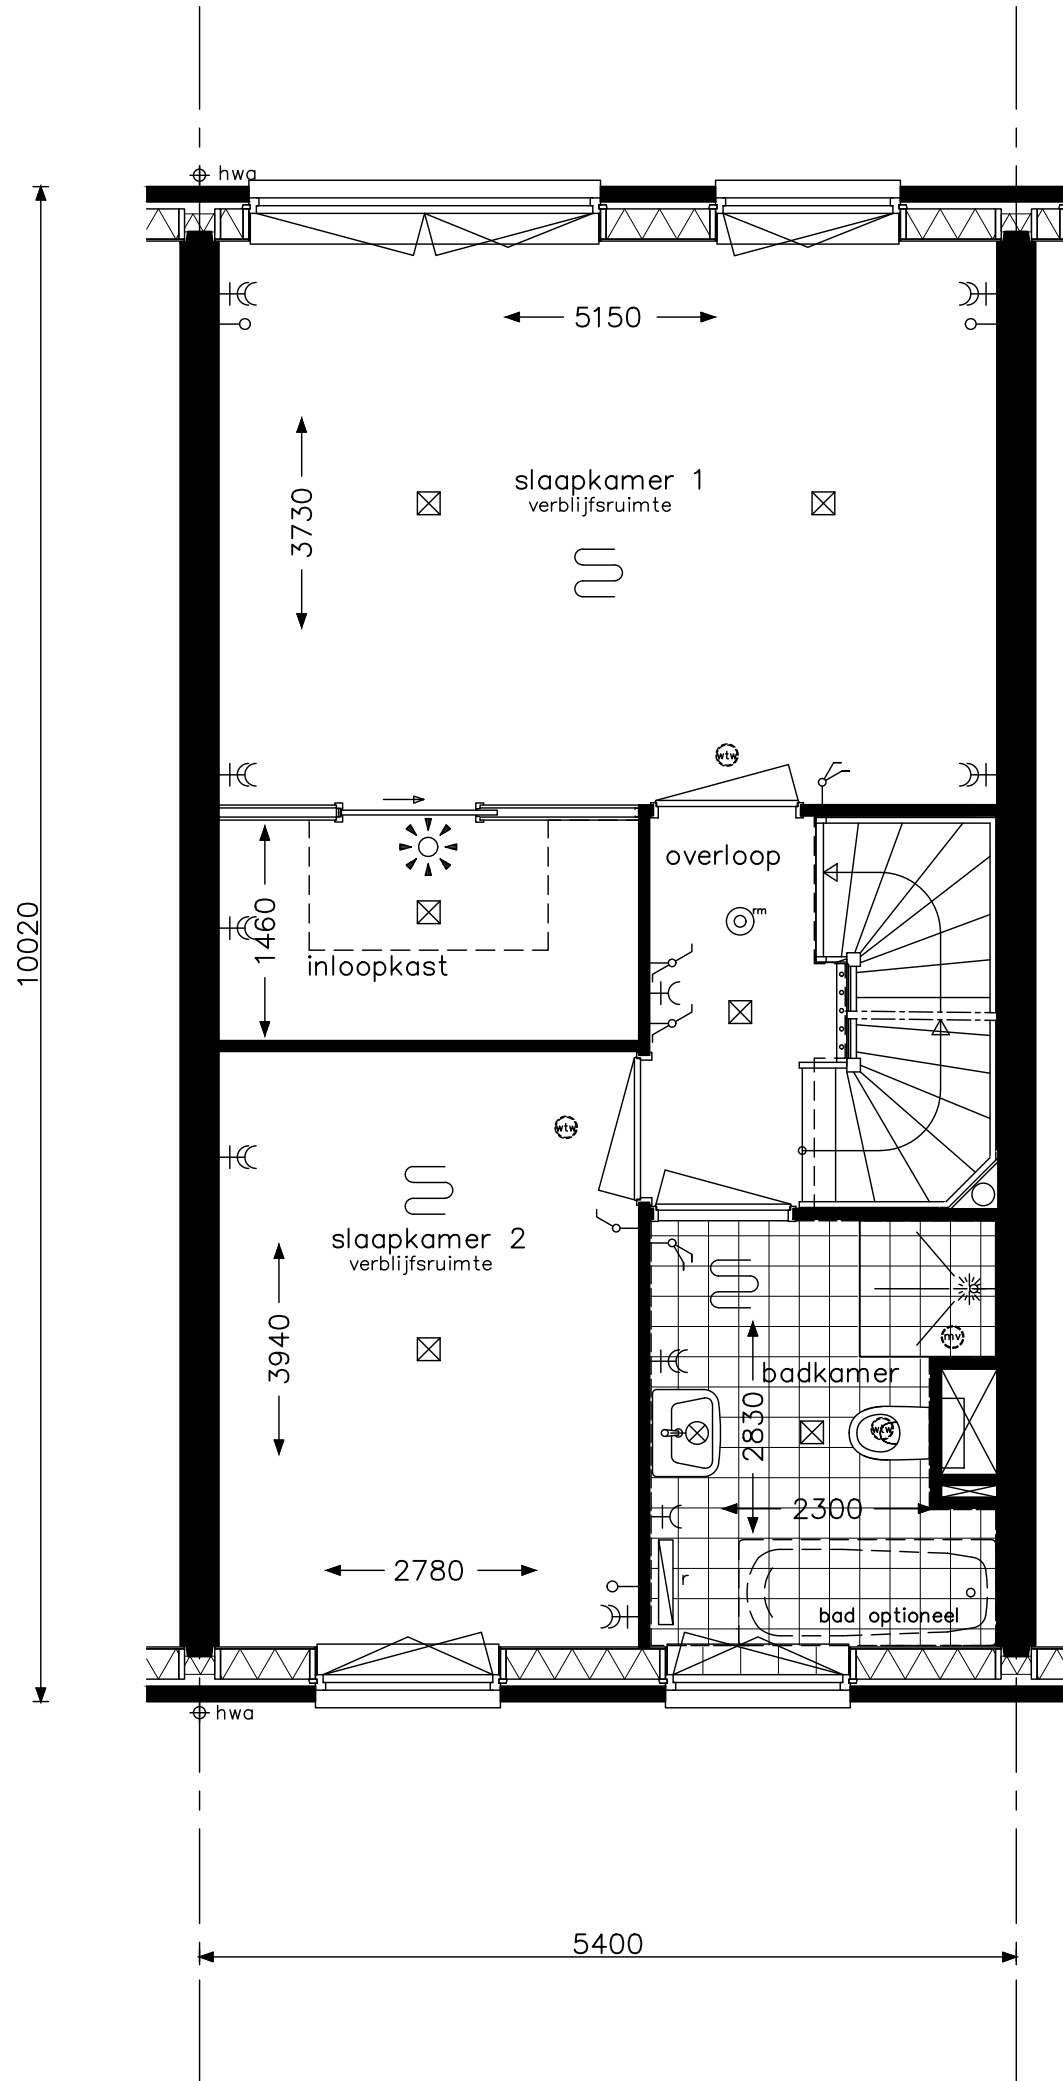 hwa
5150
slaapkamer 1
verblijfsruimte
3730
wtw
overloop
rm
1460
inloopkast
10020
wtw
slaapkamer 2
verblijfsruimte
3940
mv
badkamer
2830
wtw
2300
2780
r
bad optioneel
hwa
5400